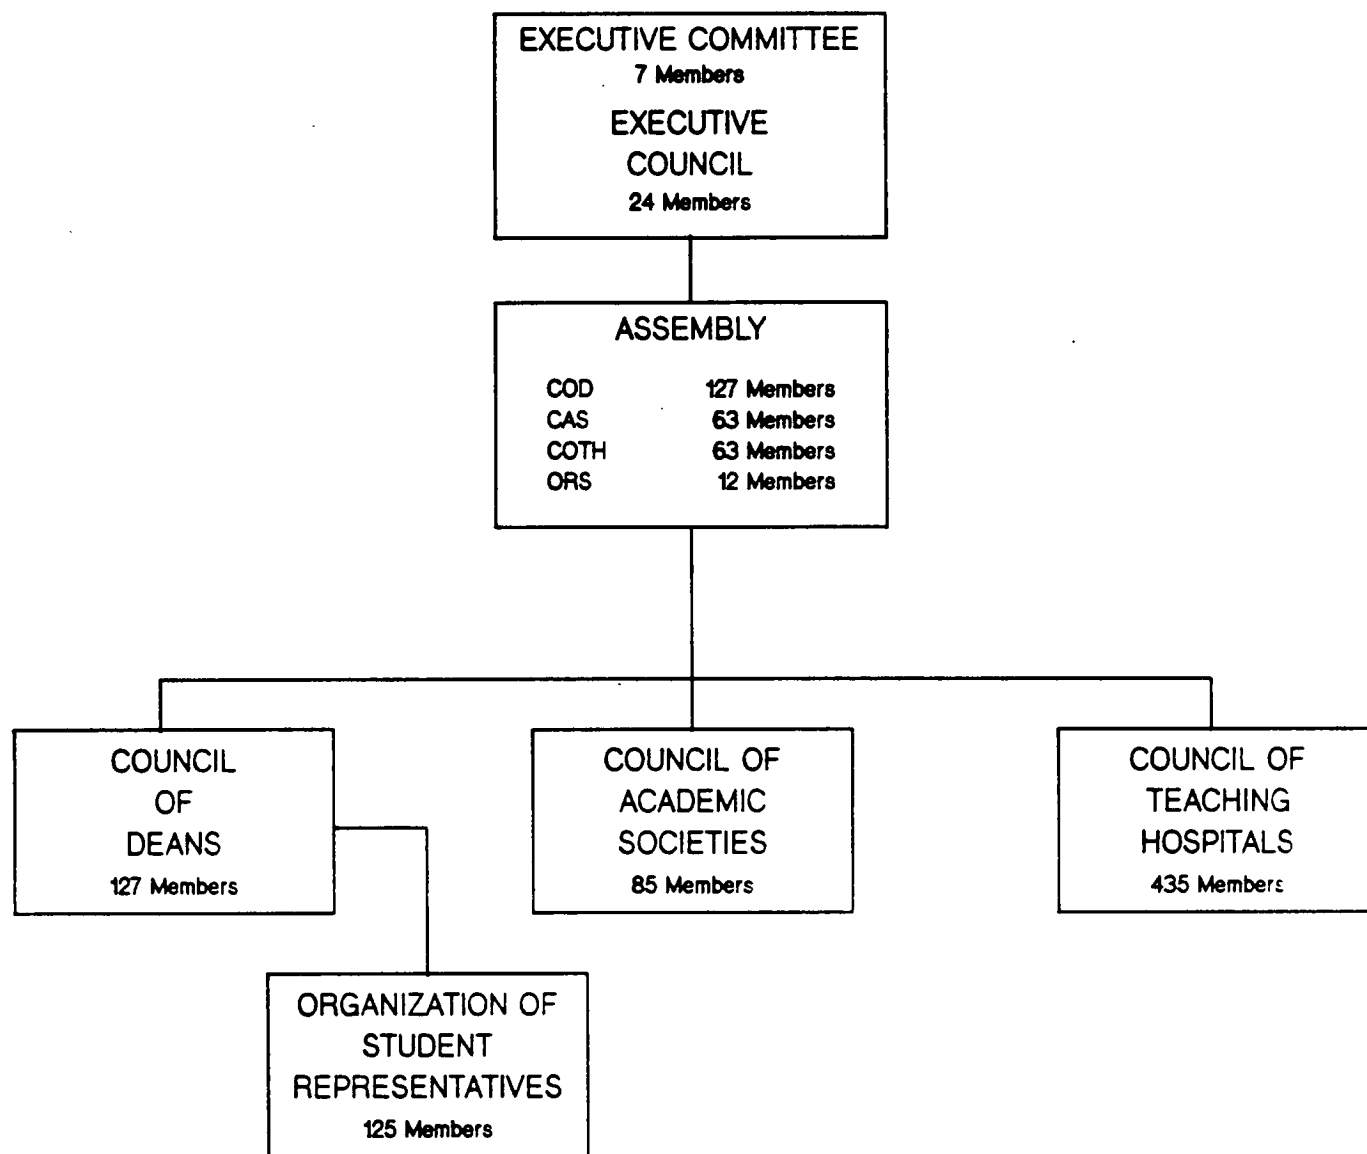 EXECUTIVE COMMITTEE
7 Members
EXECUTIVE
COUNCIL
24 Members
ASSEMBLY
COD 127 Members
CAS 63 Members
COTH 63 Members
ORS 12 Members
COUNCIL
OF
DEANS
127 Members
COUNCIL OF
ACADEMIC
SOCIETIES
85 Members
COUNCIL OF
TEACHING
HOSPITALS
435 Members
ORGANIZATION OF
STUDENT
REPRESENTATIVES
125 Members